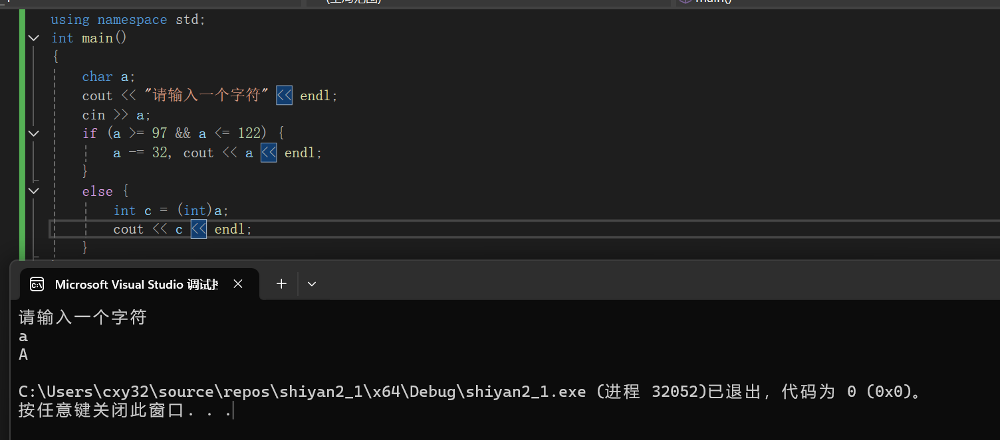 using namespace std;
int main()
{
char a;
cout << "请输入一个字符" << endl;
cin >> a;
if (a >= 97 && a <= 122) {
a -= 32, cout << a << endl;
}
else {
int c = (int)a;
cout << c << endl;
}
Microsoft Visual Studio 调试
请输入一个字符
a
A
C:\Users\cxy32\source\repos\shiyan2_1\x64\Debug\shiyan2_1.exe (进程 32052)已退出，代码为 0 (0x0)。
按任意键关闭此窗口. . .